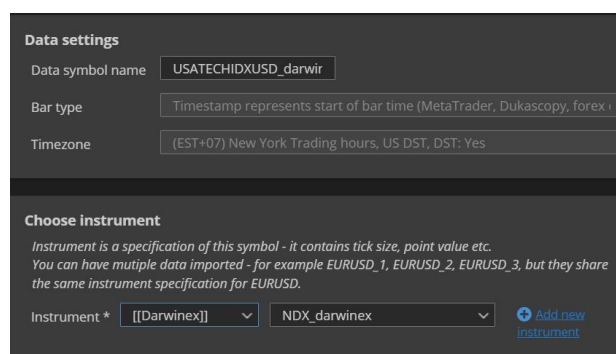 Data settings
Data symbol name USATECHIDXUSD_darwir
Bar type Timestamp represents start of bar time (MetaTrader, Dukascopy, forex
Timezone (EST+07) New York Trading hours, US DST, DST: Yes
Choose instrument
Instrument is a specification of this symbol - it contains tick size, point value etc.
You can have mutiple data imported - for example EURUSD_1, EURUSD_2, EURUSD_3, but they share
the same instrument specification for EURUSD.
Instrument * [[Darwinex]] NDX_darwinex Add new
instrument